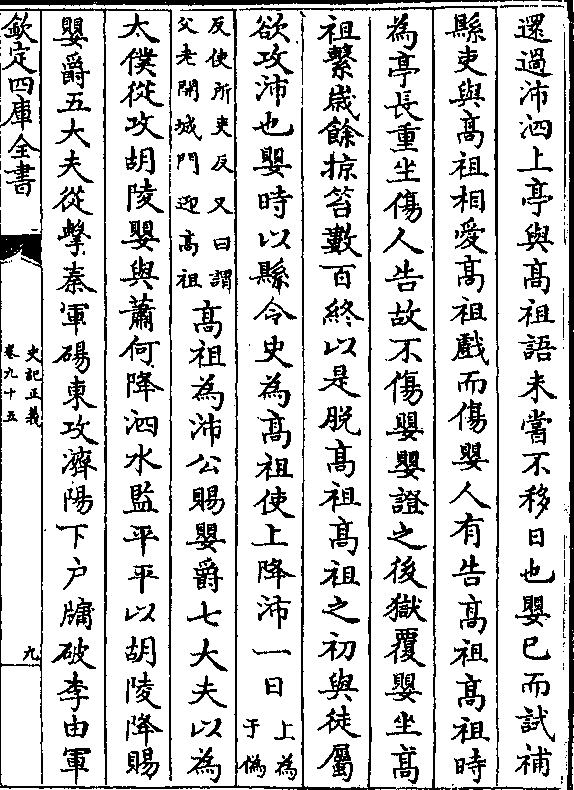 還過沛泗上亭與髙祖語未嘗不移日也嬰已而試補
縣吏與髙祖相愛髙祖戲而傷嬰人有告髙祖髙祖時
為亭長重坐傷人告故不傷嬰嬰證之後獄覆嬰坐髙
祖繫嵗餘掠笞數百終以是脱髙祖髙祖之初與徒屬
欲攻沛也嬰時以縣令史為髙祖使上降沛一日上為于偽
反使所吏反又曰謂父老開城門迎高祖髙祖為沛公賜嬰爵七大夫以為
太僕從攻胡陵嬰與蕭何降泗水監平平以胡陵降賜
嬰爵五大夫從擊秦軍碭東攻濟陽下户牖破李由軍
欽定四庫全書
史記正義
卷九十五
九